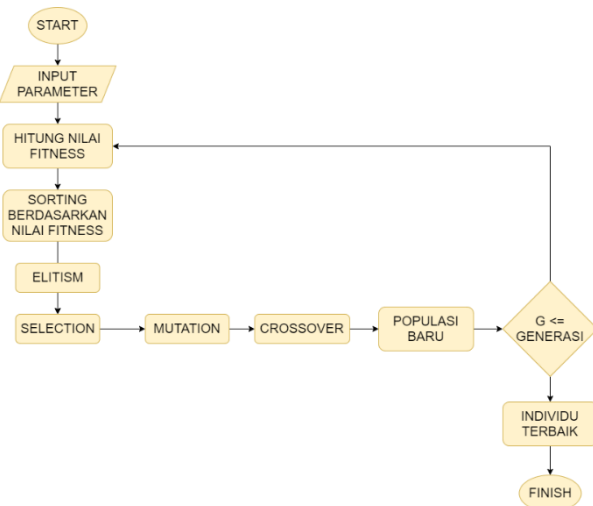 START
INPUT
PARAMETER
HITUNG NILAI
FITNESS
SORTING
BERDASARKAN
NILAI FITNESS
ELITISM
SELECTION
MUTATION
CROSSOVER
POPULASI
BARU
G <=
GENERASI
INDIVIDU
TERBAIK
FINISH